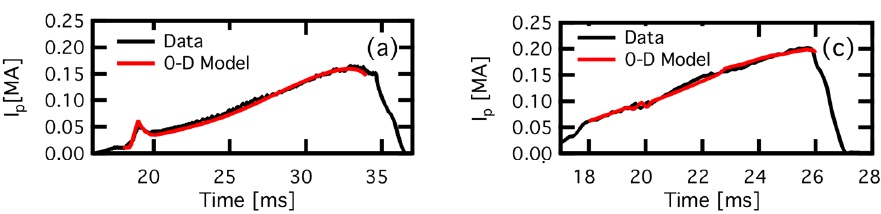 0.25
0.20
0.15
0.10
0.05
0.00
Ip[MA]
Data
0-D Model
(a)
20 25 30 35
Time [ms]
0.25
0.20
0.15
0.10
0.05
0.00
Ip [MA]
Data
0-D Model
(c)
18 20 22 24 26 28
Time [ms]